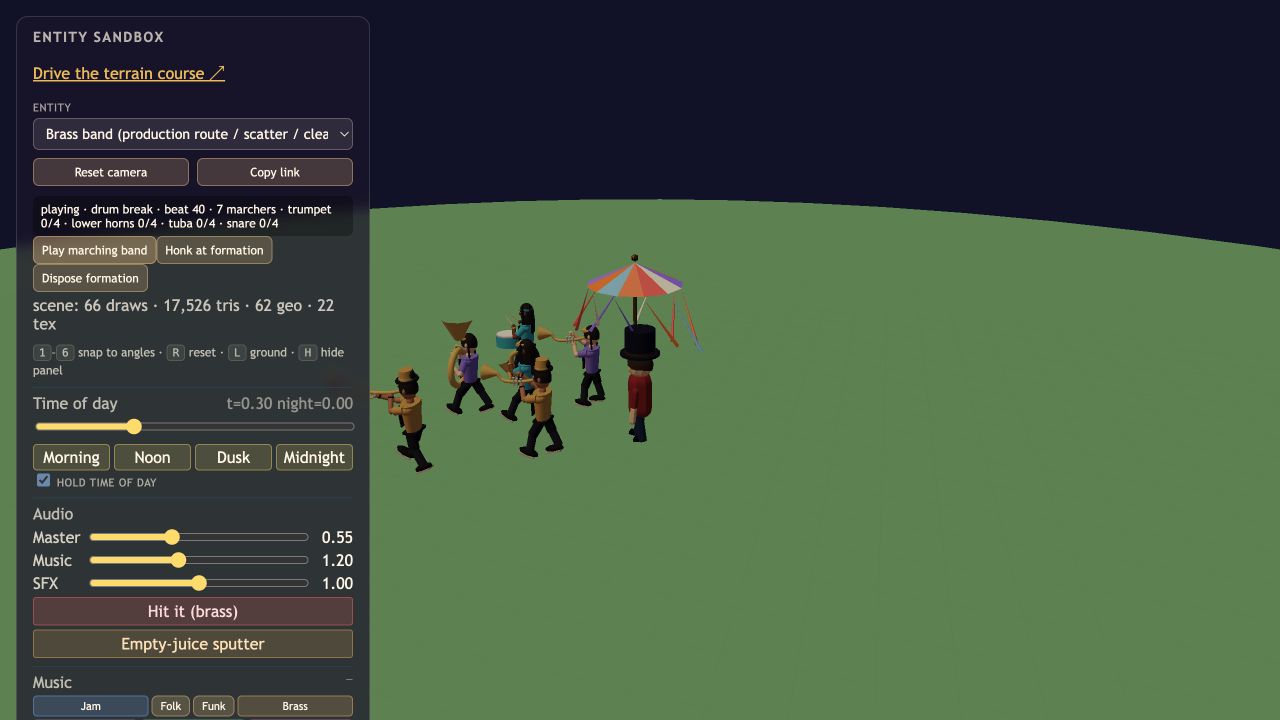 ENTITY SANDBOX
Drive the terrain course ↗
ENTITY
Brass band (production route / scatter / clea
Reset camera
Copy link
playing · drum break · beat 40 · 7 marchers · trumpet
0/4 · lower horns 0/4 · tuba 0/4 · snare 0/4
Play marching band
Honk at formation
Dispose formation
scene: 66 draws · 17,526 tris · 62 geo · 22
tex
1-6 snap to angles · R reset · L ground · H hide
panel
Time of day t=0.30 night=0.00
Morning Noon Dusk Midnight
HOLD TIME OF DAY
Audio
Master 0.55
Music 1.20
SFX 1.00
Hit it (brass)
Empty-juice sputter
Music −
Jam Folk Funk Brass